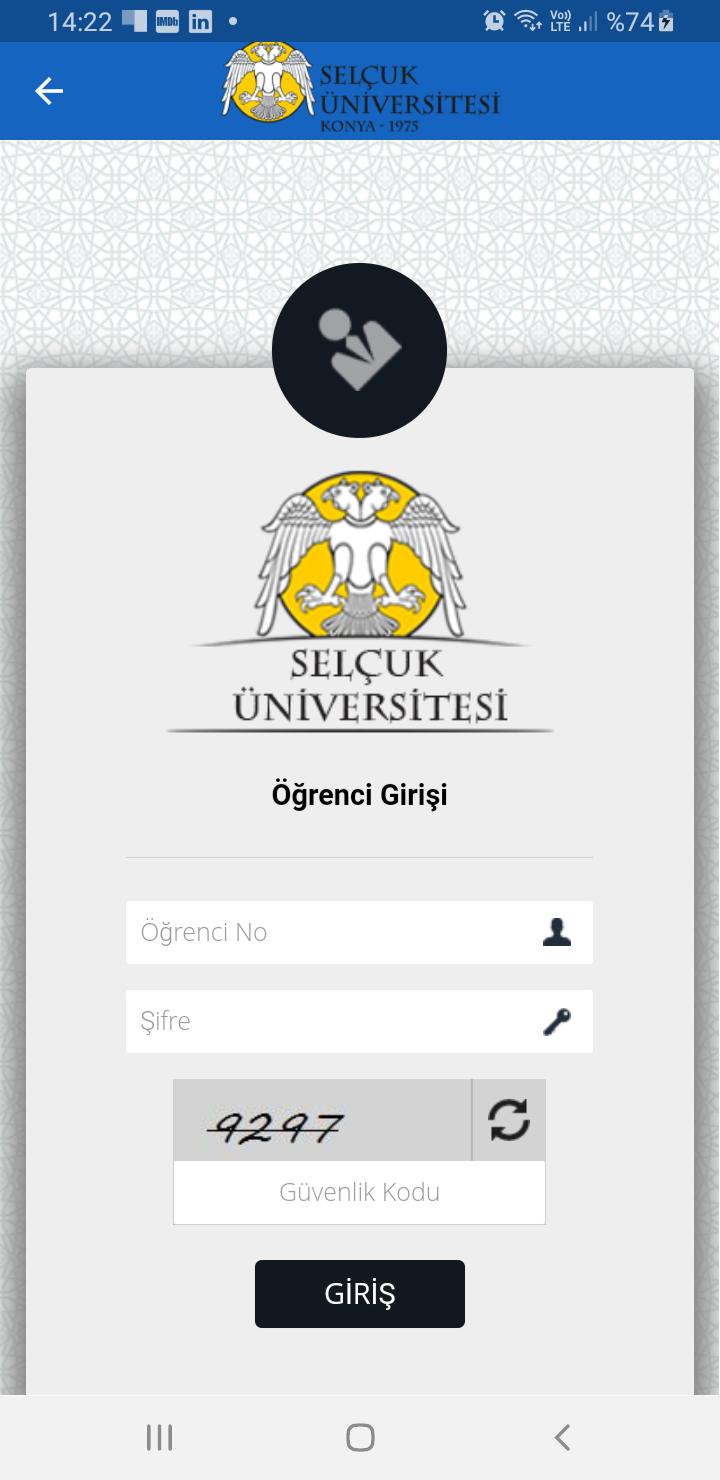 14:22 IMDb in Vo)) LTE %74
SELÇUK
ÜNİVERSİTESİ
KONYA - 1975
SELÇUK
ÜNİVERSİTESİ
Öğrenci Girişi
Öğrenci No
Şifre
9297
Güvenlik Kodu
GİRİŞ